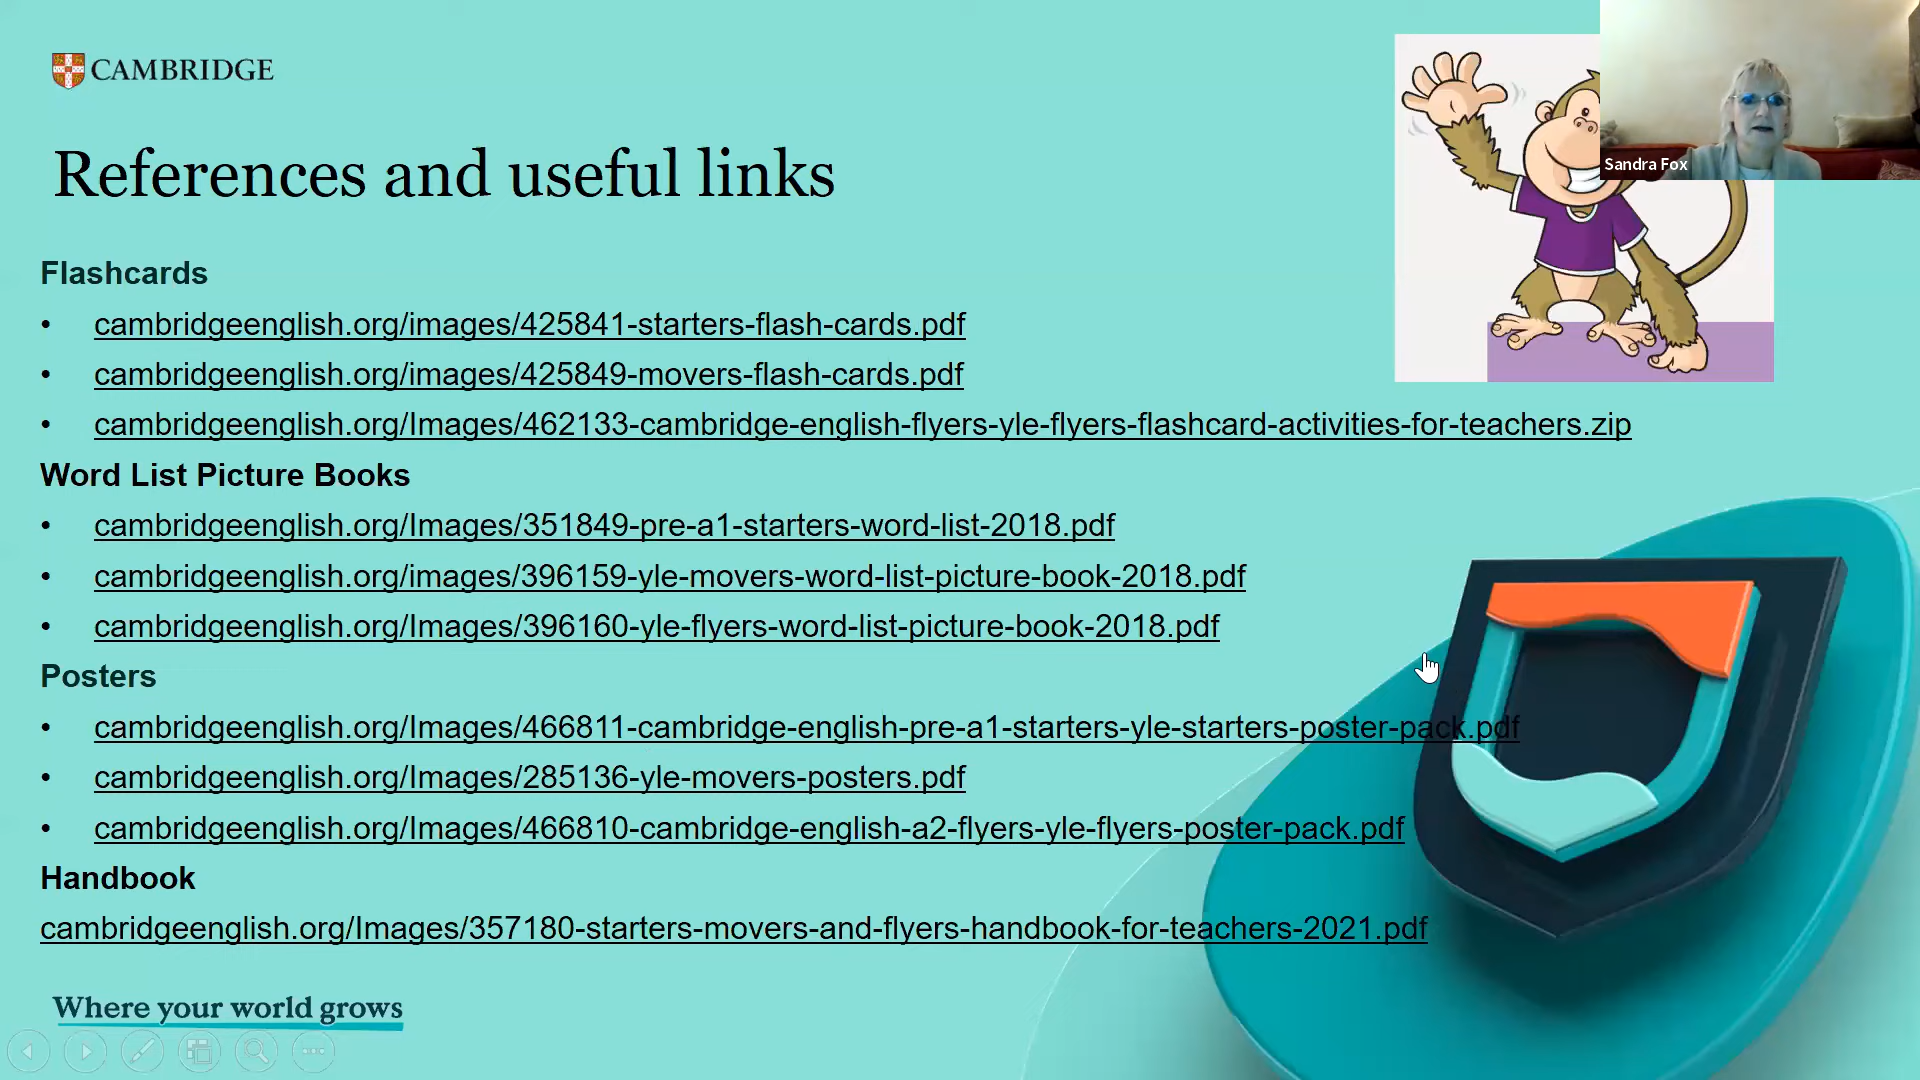 CAMBRIDGE
Sandra Fox
References and useful links
Flashcards
• cambridgeenglish.org/images/425841-starters-flash-cards.pdf
• cambridgeenglish.org/images/425849-movers-flash-cards.pdf
• cambridgeenglish.org/Images/462133-cambridge-english-flyers-yle-flyers-flashcard-activities-for-teachers.zip
Word List Picture Books
• cambridgeenglish.org/Images/351849-pre-a1-starters-word-list-2018.pdf
• cambridgeenglish.org/images/396159-yle-movers-word-list-picture-book-2018.pdf
• cambridgeenglish.org/Images/396160-yle-flyers-word-list-picture-book-2018.pdf
Posters
• cambridgeenglish.org/Images/466811-cambridge-english-pre-a1-starters-yle-starters-poster-pack.pdf
• cambridgeenglish.org/Images/285136-yle-movers-posters.pdf
• cambridgeenglish.org/Images/466810-cambridge-english-a2-flyers-yle-flyers-poster-pack.pdf
Handbook
cambridgeenglish.org/Images/357180-starters-movers-and-flyers-handbook-for-teachers-2021.pdf
Where your world grows